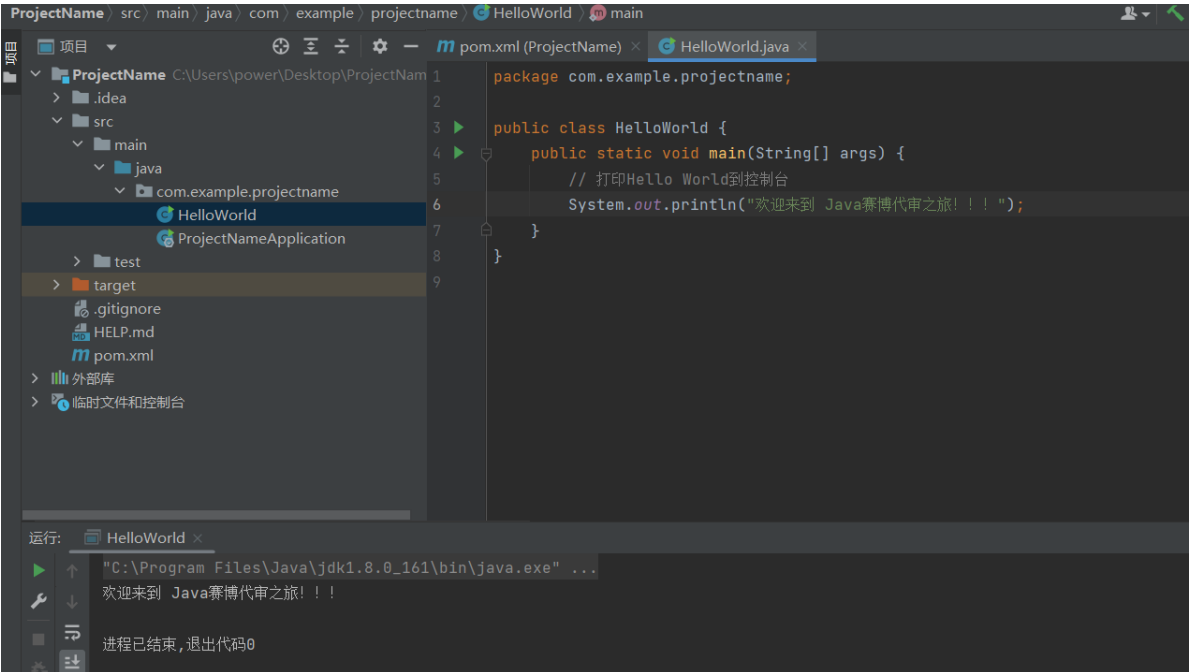 ProjectName 〉 src 〉 main 〉 java 〉 com 〉 example 〉 projectname 〉 HelloWorld 〉 main
项目
项目
pom.xml (ProjectName)
HelloWorld.java
ProjectName C:\Users\power\Desktop\ProjectNam
.idea
src
main
java
com.example.projectname
HelloWorld
ProjectNameApplication
test
target
.gitignore
HELP.md
pom.xml
外部库
临时文件和控制台
1 package com.example.projectname;
2
3 public class HelloWorld {
4 public static void main(String[] args) {
5 // 打印Hello World到控制台
6 System.out.println("欢迎来到 Java赛博代审之旅!!!");
7 }
8 }
9
运行: HelloWorld
"C:\Program Files\Java\jdk1.8.0_161\bin\java.exe" ...
欢迎来到 Java赛博代审之旅!!!
进程已结束,退出代码0